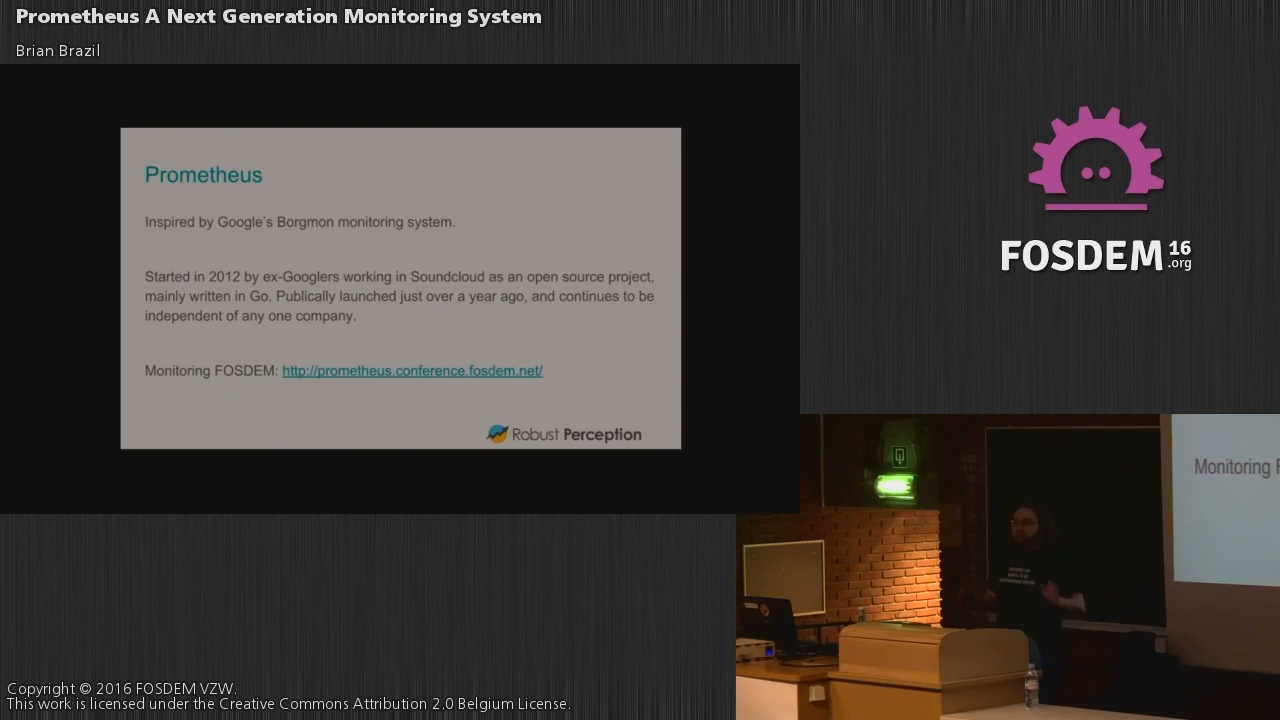 Prometheus A Next Generation Monitoring System
Brian Brazil
Prometheus
Inspired by Google's Borgmon monitoring system.
Started in 2012 by ex-Googlers working in Soundcloud as an open source project,
mainly written in Go. Publically launched just over a year ago, and continues to be
independent of any one company.
Monitoring FOSDEM: http://prometheus.conference.fosdem.net/
Robust Perception
FOSDEM 16
.org
Monitoring
Copyright © 2016 FOSDEM VZW.
This work is licensed under the Creative Commons Attribution 2.0 Belgium License.